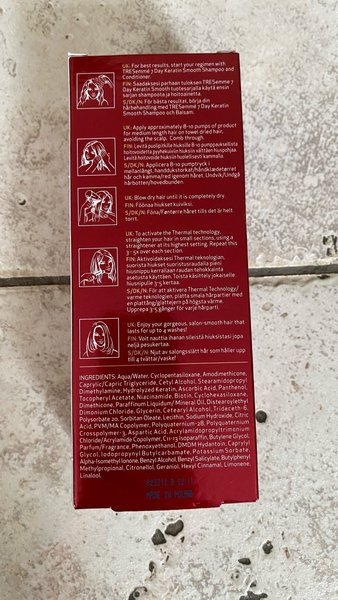 UK: For best results, start your regimen with
TRESemmé 7 Day Keratin Smooth Shampoo and
Conditioner.
FIN: Saadaksesi parhaan tuloksen TRESemmé 7
Day Keratin Smooth tuotesarjalla käytä ensin
sarjan shampoota ja hoitoainetta.
S/DK/N: För bästa resultat, börja din
hårbehandling med TRESemmé 7 Day Keratin
Smooth Shampoo och Balsam.
UK: Apply approximately 8-10 pumps of product
for medium length hair on towel dried hair,
avoiding the scalp. Comb through.
FIN: Levitä puolipitkille hiuksille 8-10 pumppauksellista
hoitovoidetta pyyhekuiviin hiuksiin välttäen hiuspohjaa.
Levitä hoitovoide hiuksiin huolellisesti kammalla.
S/DK/N: Applicera 8-10 pumptryck i
mellanlångt, handdukstorkat/håndklædetørret
hår och kamma/red igenom håret. Undvik/Undgå
hårbotten/hovedbunden.
UK: Blow dry hair until it is completely dry.
FIN: Föönaa hiukset kuiviksi.
S/DK/N: Föna/Føntørre håret tills det är helt
torrt.
UK: To activate the Thermal technology,
straighten your hair in small sections, using a
straightener at its highest setting. Repeat this
3 - 5x over each section.
FIN: Aktivoidaksesi Thermal teknologian,
suorista hiukset suoristusraudalla pieni
hiusnippu kerrallaan raudan tehokkainta
asetusta käyttäen. Toista käsittely jokaiselle
hiusnipulle 3-5 kertaa.
S/DK/N: För att aktivera Thermal Technology/
varme teknologien, platta smala hårpartier med
en plattång/glattejern på högsta värme.
Upprepa 3-5 gånger för varje hårparti.
UK: Enjoy your gorgeous, salon-smooth hair that
lasts for up to 4 washes!
FIN: Voit nauttia ihanan sileistä hiuksistasi jopa
neljä pesukertaa.
S/DK/N: Njut av salongsslätt hår som håller upp
till 4 tvättar/vaske!
INGREDIENTS: Aqua/Water, Cyclopentasiloxane, Amodimethicone,
Caprylic/Capric Triglyceride, Cetyl Alcohol, Stearamidopropyl
Dimethylamine, Hydrolyzed Keratin, Ascorbic Acid, Panthenol,
Tocopheryl Acetate, Niacinamide, Biotin, Cyclohexasiloxane,
Dimethicone, Paraffinum Liquidum/ Mineral Oil, Disteareth-
Dimonium Chloride, Glycerin, Cetearyl Alcohol, Trideceth-6,
Polysorbate 20, Sorbitan Oleate, Lecithin, Sodium Hydroxide, Citric
Acid, PVM/MA Copolymer, Polyquaternium-28, Polyquaternium
Crosspolymer-3, Aspartic Acid, Acrylamidopropyltrimonium
Chloride/Acrylamide Copolymer, C11-13 Isoparaffin, Butylene Glycol,
Parfum/Fragrance, Phenoxyethanol, DMDM Hydantoin, Caprylyl
Glycol, Iodopropynyl Butylcarbamate, Potassium Sorbate,
Alpha-Isomethyl Ionone, Benzyl Alcohol, Benzyl Salicylate, Butylphenyl
Methylpropional, Citronellol, Geraniol, Hexyl Cinnamal, Limonene,
Linalool.
MADE IN POLAND